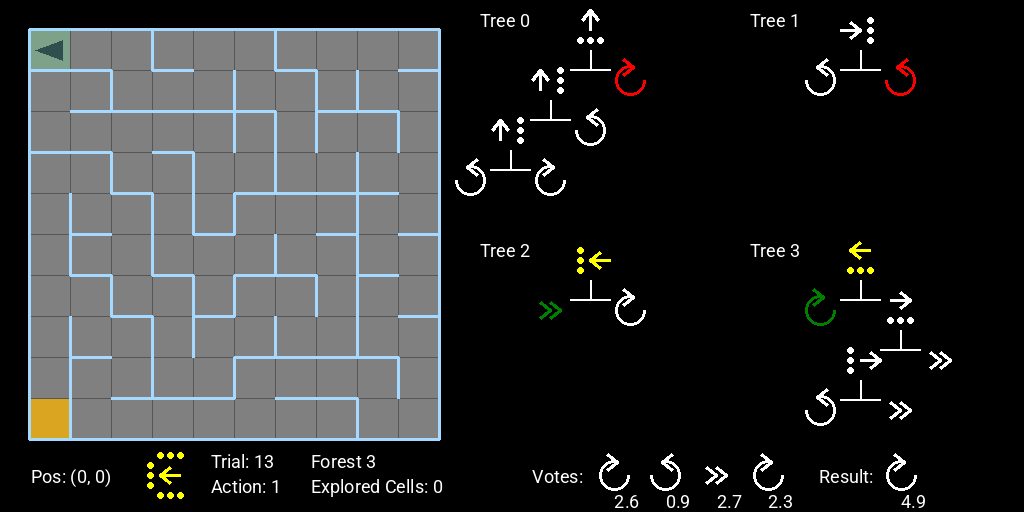 Tree 0
Tree 1
Tree 2
Tree 3
Pos: (0, 0)
Trial: 13
Forest 3
Action: 1
Explored Cells: 0
Votes:
2.6
0.9
2.7
2.3
Result:
4.9